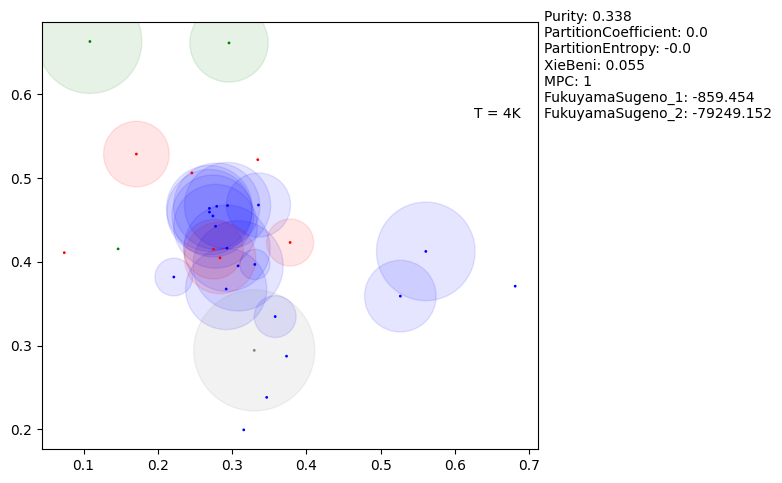 Purity: 0.338
PartitionCoefficient: 0.0
PartitionEntropy: -0.0
XieBeni: 0.055
MPC: 1
FukuyamaSugeno_1: -859.454
FukuyamaSugeno_2: -79249.152
T = 4K
0.6
0.5
0.4
0.3
0.2
0.1 0.2 0.3 0.4 0.5 0.6 0.7